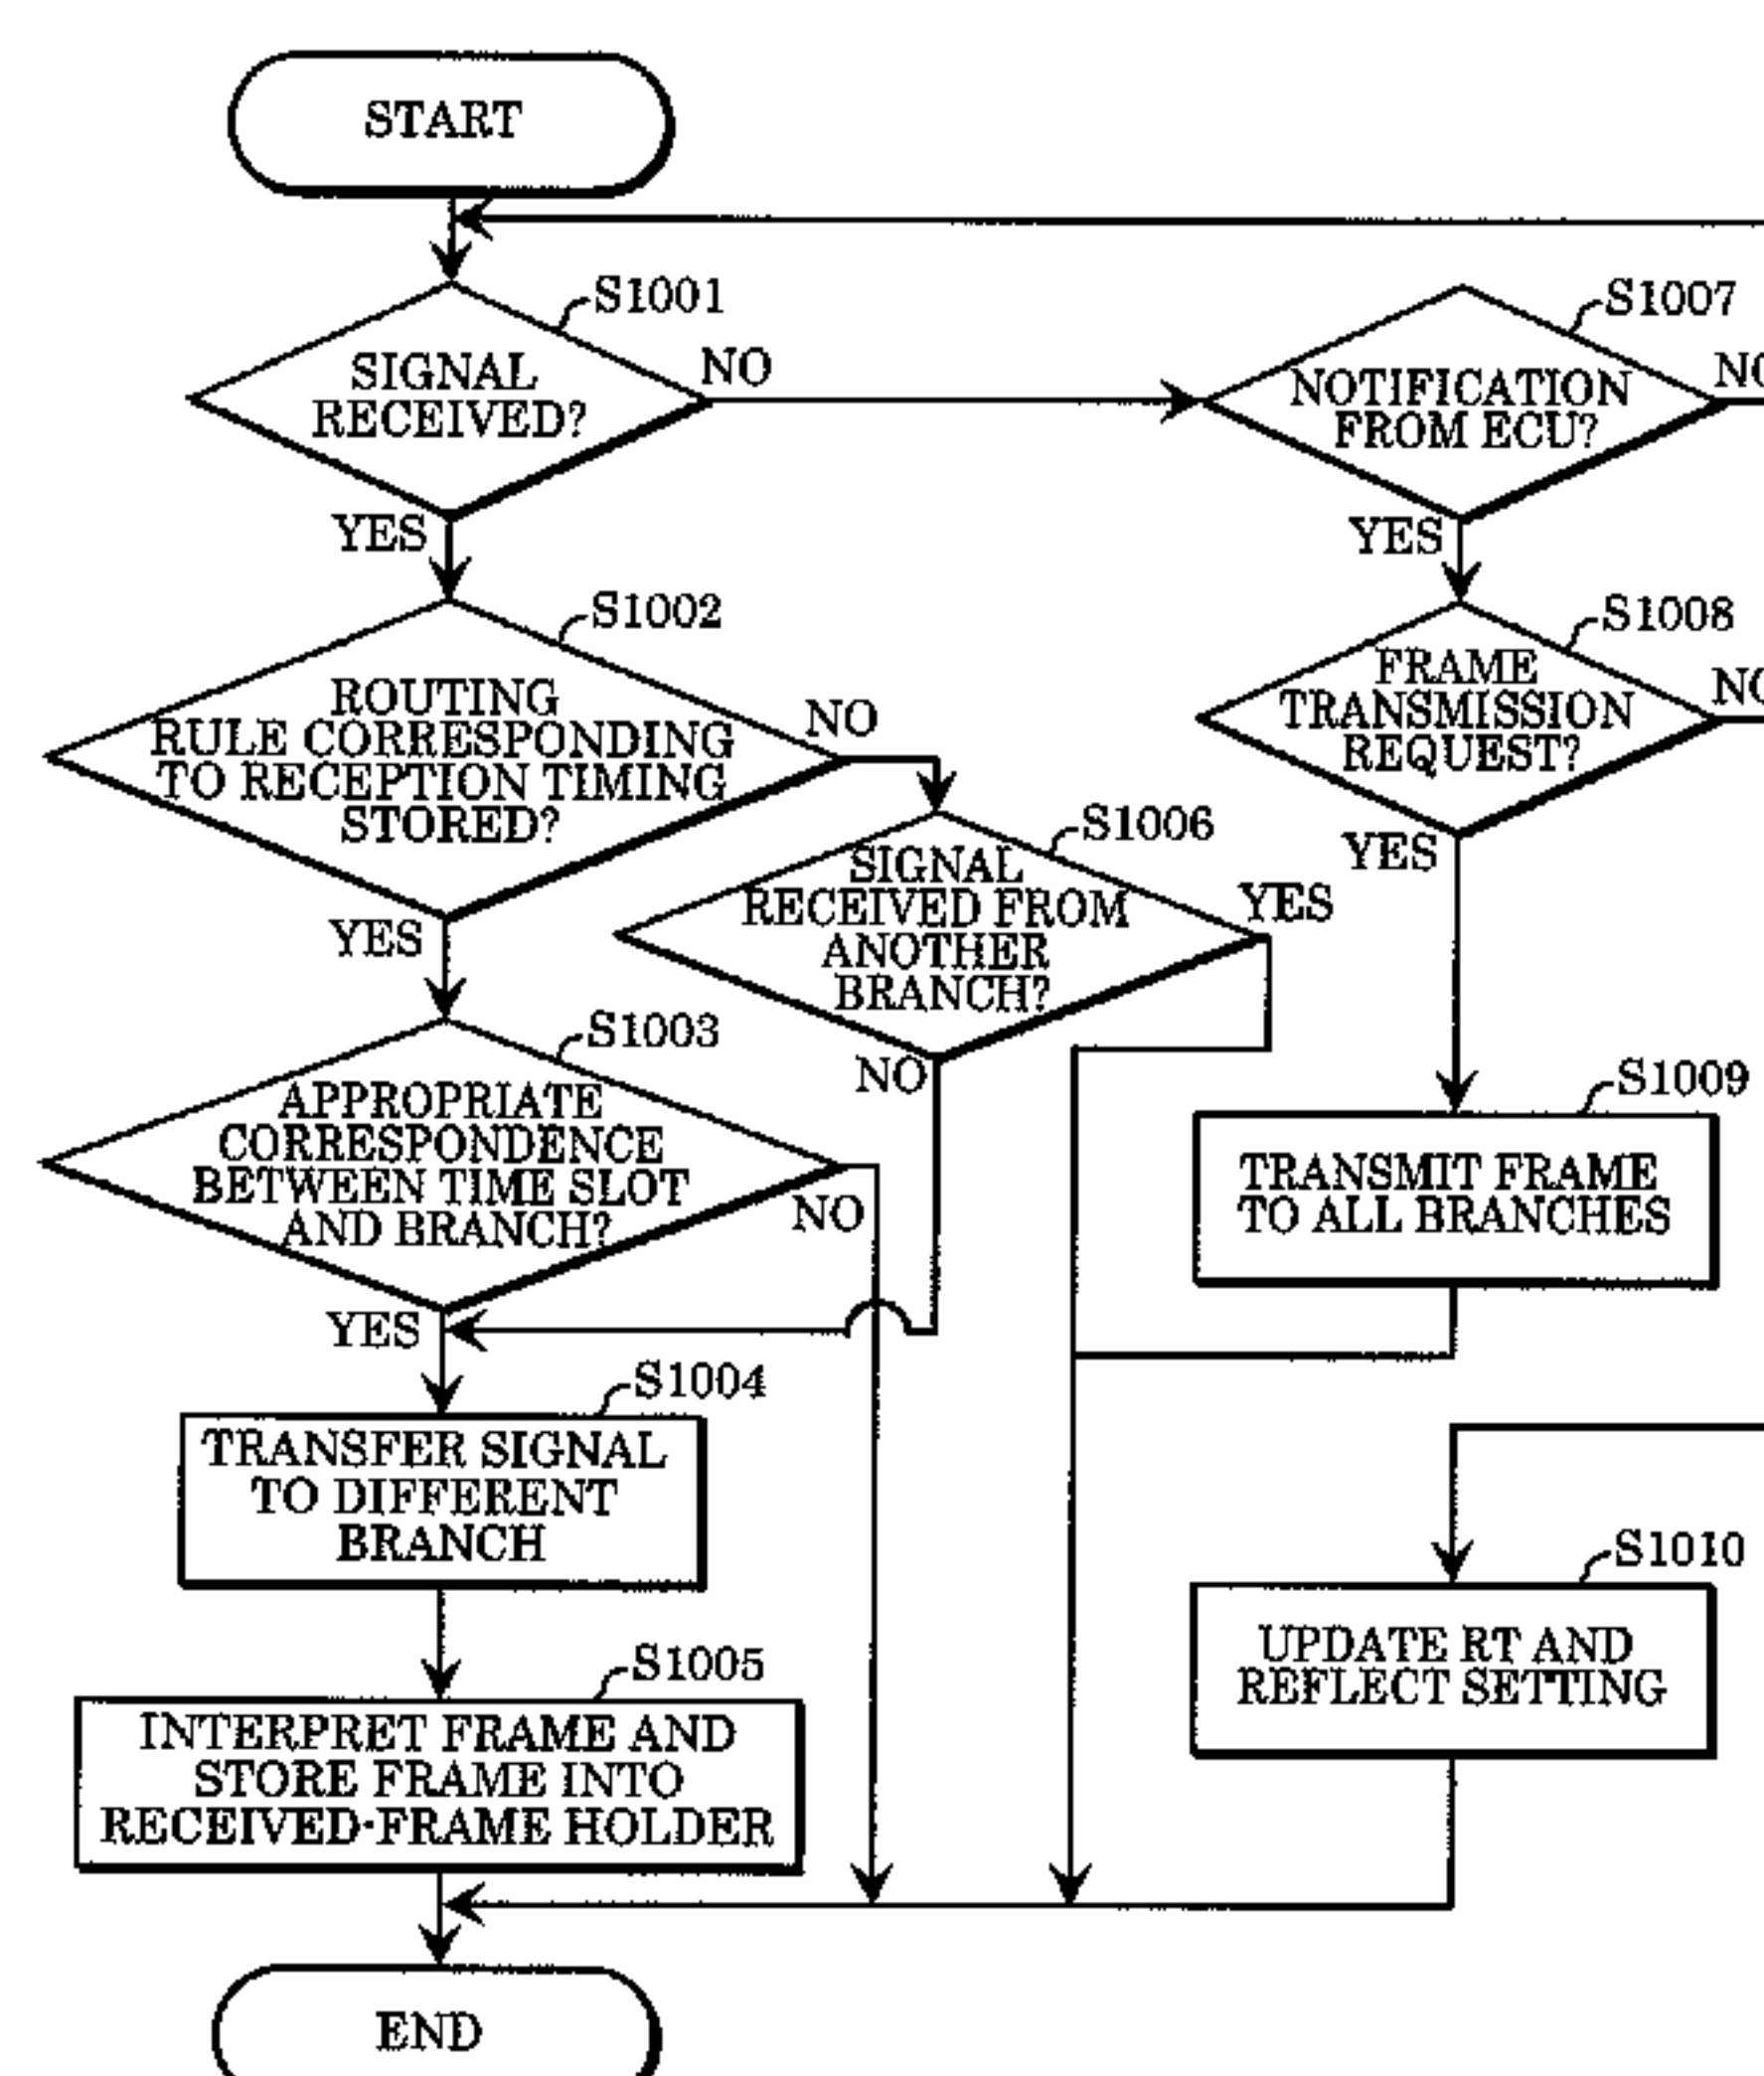 START
S1001
SIGNAL
RECEIVED?
NO
YES
S1007
NOTIFICATION
FROM ECU?
NO
YES
S1002
ROUTING
RULE CORRESPONDING
TO RECEPTION TIMING
STORED?
NO
YES
S1008
FRAME
TRANSMISSION
REQUEST?
NO
YES
S1006
SIGNAL
RECEIVED FROM
ANOTHER
BRANCH?
YES
NO
S1003
APPROPRIATE
CORRESPONDENCE
BETWEEN TIME SLOT
AND BRANCH?
NO
YES
S1009
TRANSMIT FRAME
TO ALL BRANCHES
S1004
TRANSFER SIGNAL
TO DIFFERENT
BRANCH
S1010
UPDATE RT AND
REFLECT SETTING
S1005
INTERPRET FRAME AND
STORE FRAME INTO
RECEIVED-FRAME HOLDER
END